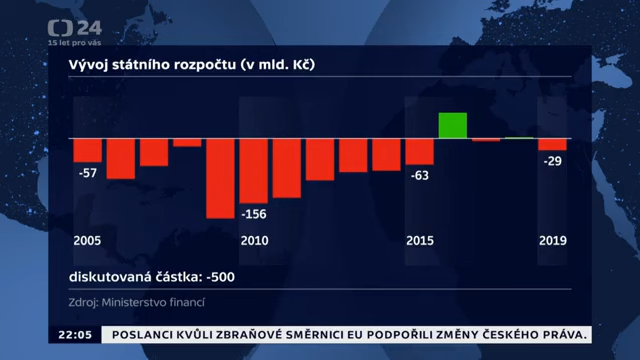 24
15 let pro vás
Vývoj státního rozpočtu (v mld. Kč)
-57
-156
-63
-29
2005
2010
2015
2019
diskutovaná částka: -500
Zdroj: Ministerstvo financí
22:05 POSLANCI KVŮLI ZBRAŇOVÉ SMĚRNICI EU PODPOŘILI ZMĚNY ČESKÉHO PRÁVA.